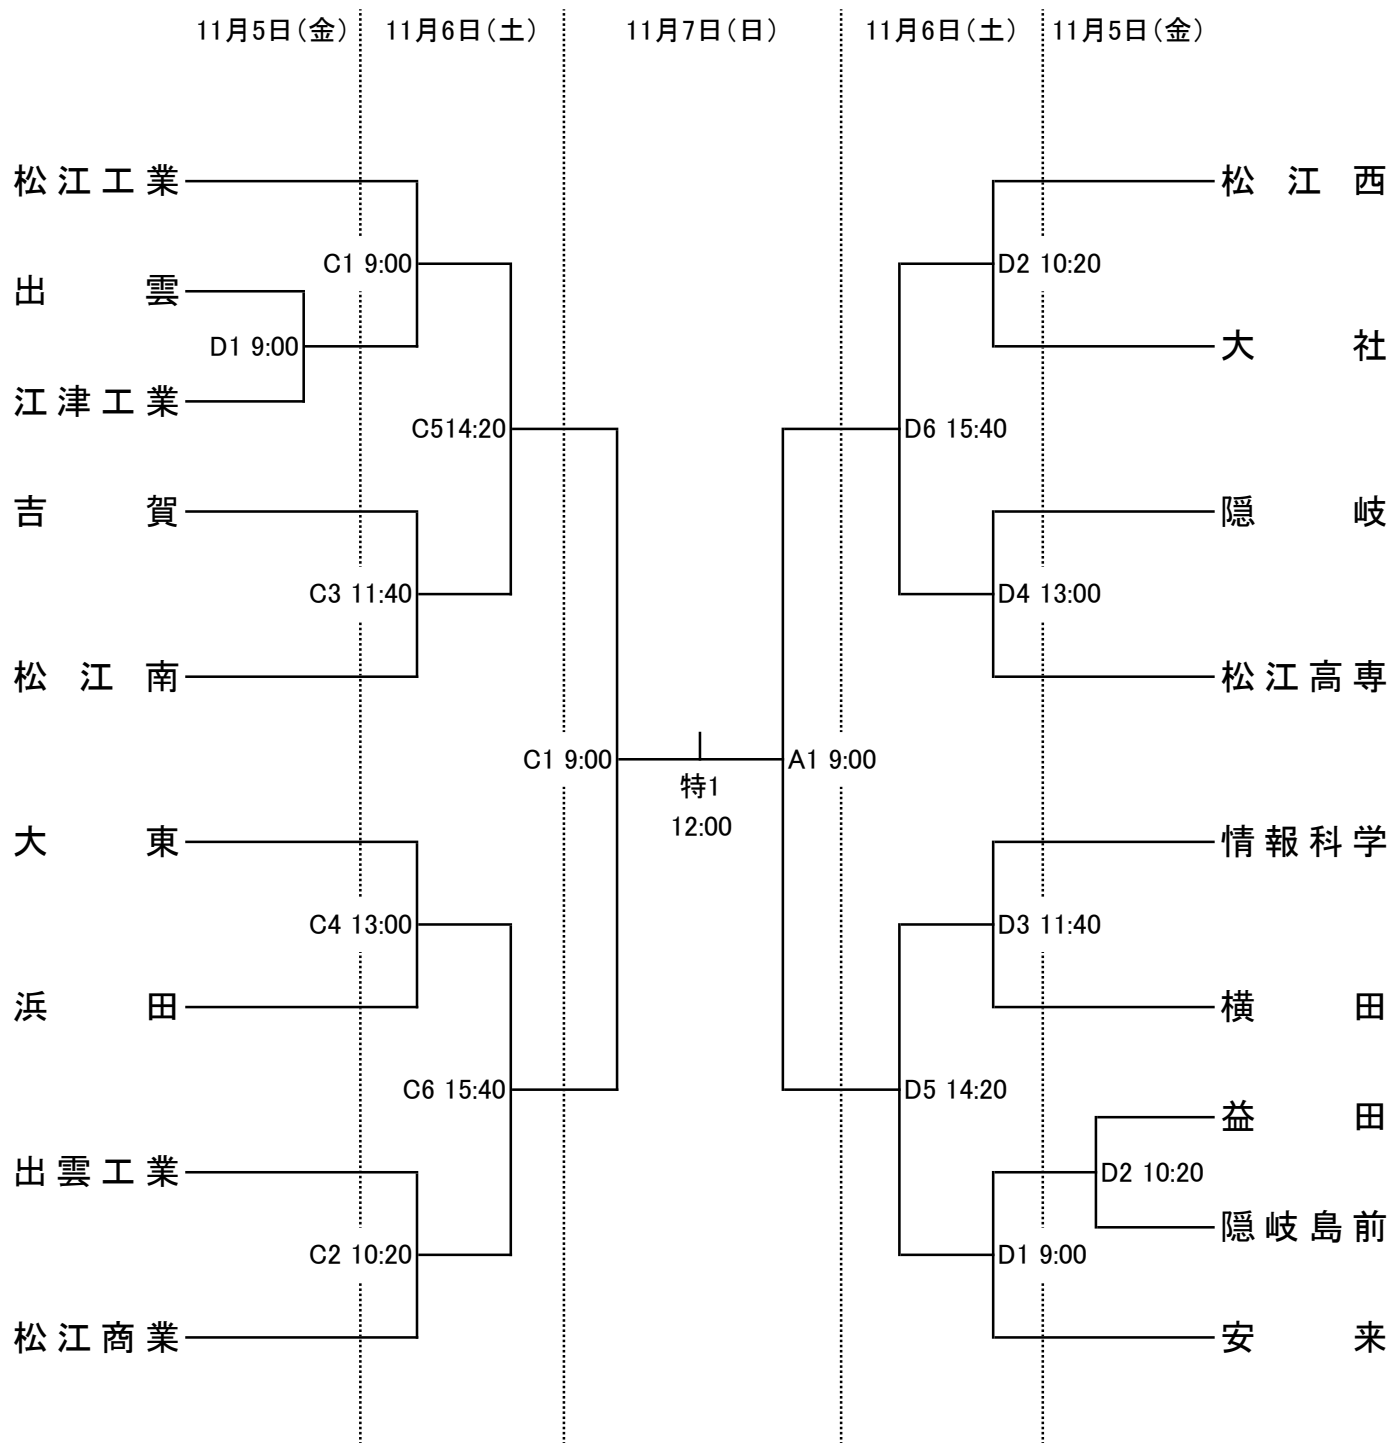 11月5日（金） 11月6日（土） 11月7日（日） 11月6日（土） 11月5日（金）
松江工業
C1 9:00
出雲
D1 9:00
江津工業
C514:20
吉賀
C3 11:40
松江南
C1 9:00
大東
C4 13:00
浜田
C6 15:40
出雲工業
C2 10:20
松江商業
特1
12:00
松江西
D2 10:20
大社
D6 15:40
隠岐
D4 13:00
松江高専
A1 9:00
情報科学
D3 11:40
横田
D5 14:20
益田
D2 10:20
隠岐島前
D1 9:00
安来